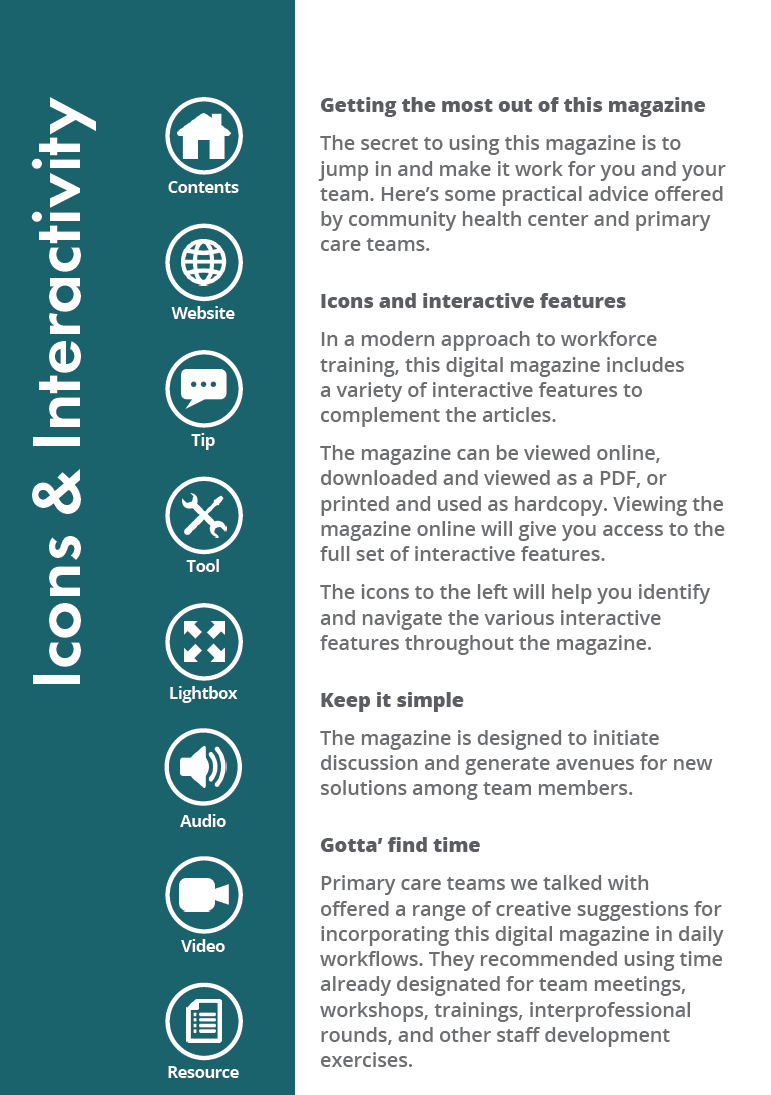 Icons & Interactivity
Contents
Website
Tip
Tool
Lightbox
Audio
Video
Resource
Getting the most out of this magazine
The secret to using this magazine is to
jump in and make it work for you and your
team. Here’s some practical advice offered
by community health center and primary
care teams.
Icons and interactive features
In a modern approach to workforce
training, this digital magazine includes
a variety of interactive features to
complement the articles.
The magazine can be viewed online,
downloaded and viewed as a PDF, or
printed and used as hardcopy. Viewing the
magazine online will give you access to the
full set of interactive features.
The icons to the left will help you identify
and navigate the various interactive
features throughout the magazine.
Keep it simple
The magazine is designed to initiate
discussion and generate avenues for new
solutions among team members.
Gotta’ find time
Primary care teams we talked with
offered a range of creative suggestions for
incorporating this digital magazine in daily
workflows. They recommended using time
already designated for team meetings,
workshops, trainings, interprofessional
rounds, and other staff development
exercises.